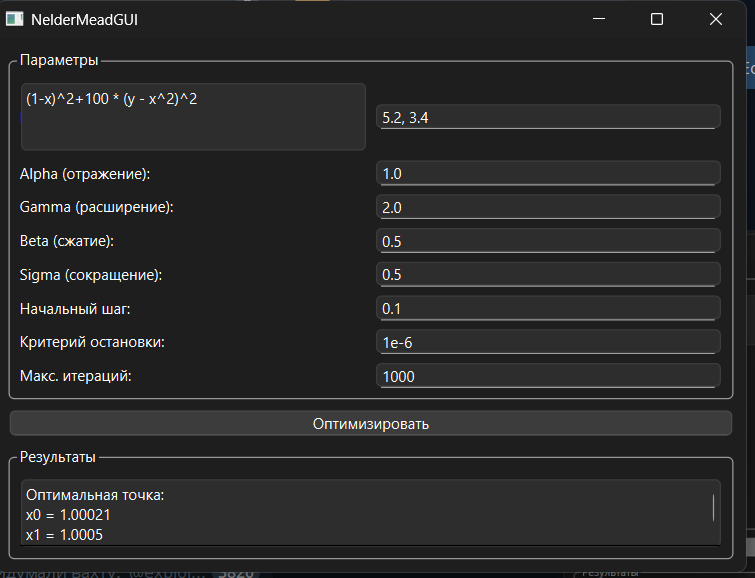 NelderMeadGUI
Параметры
(1-x)^2+100 * (y - x^2)^2
5.2, 3.4
Alpha (отражение):
1.0
Gamma (расширение):
2.0
Beta (сжатие):
0.5
Sigma (сокращение):
0.5
Начальный шаг:
0.1
Критерий остановки:
1e-6
Макс. итераций:
1000
Оптимизировать
Результаты
Оптимальная точка:
x0 = 1.00021
x1 = 1.0005